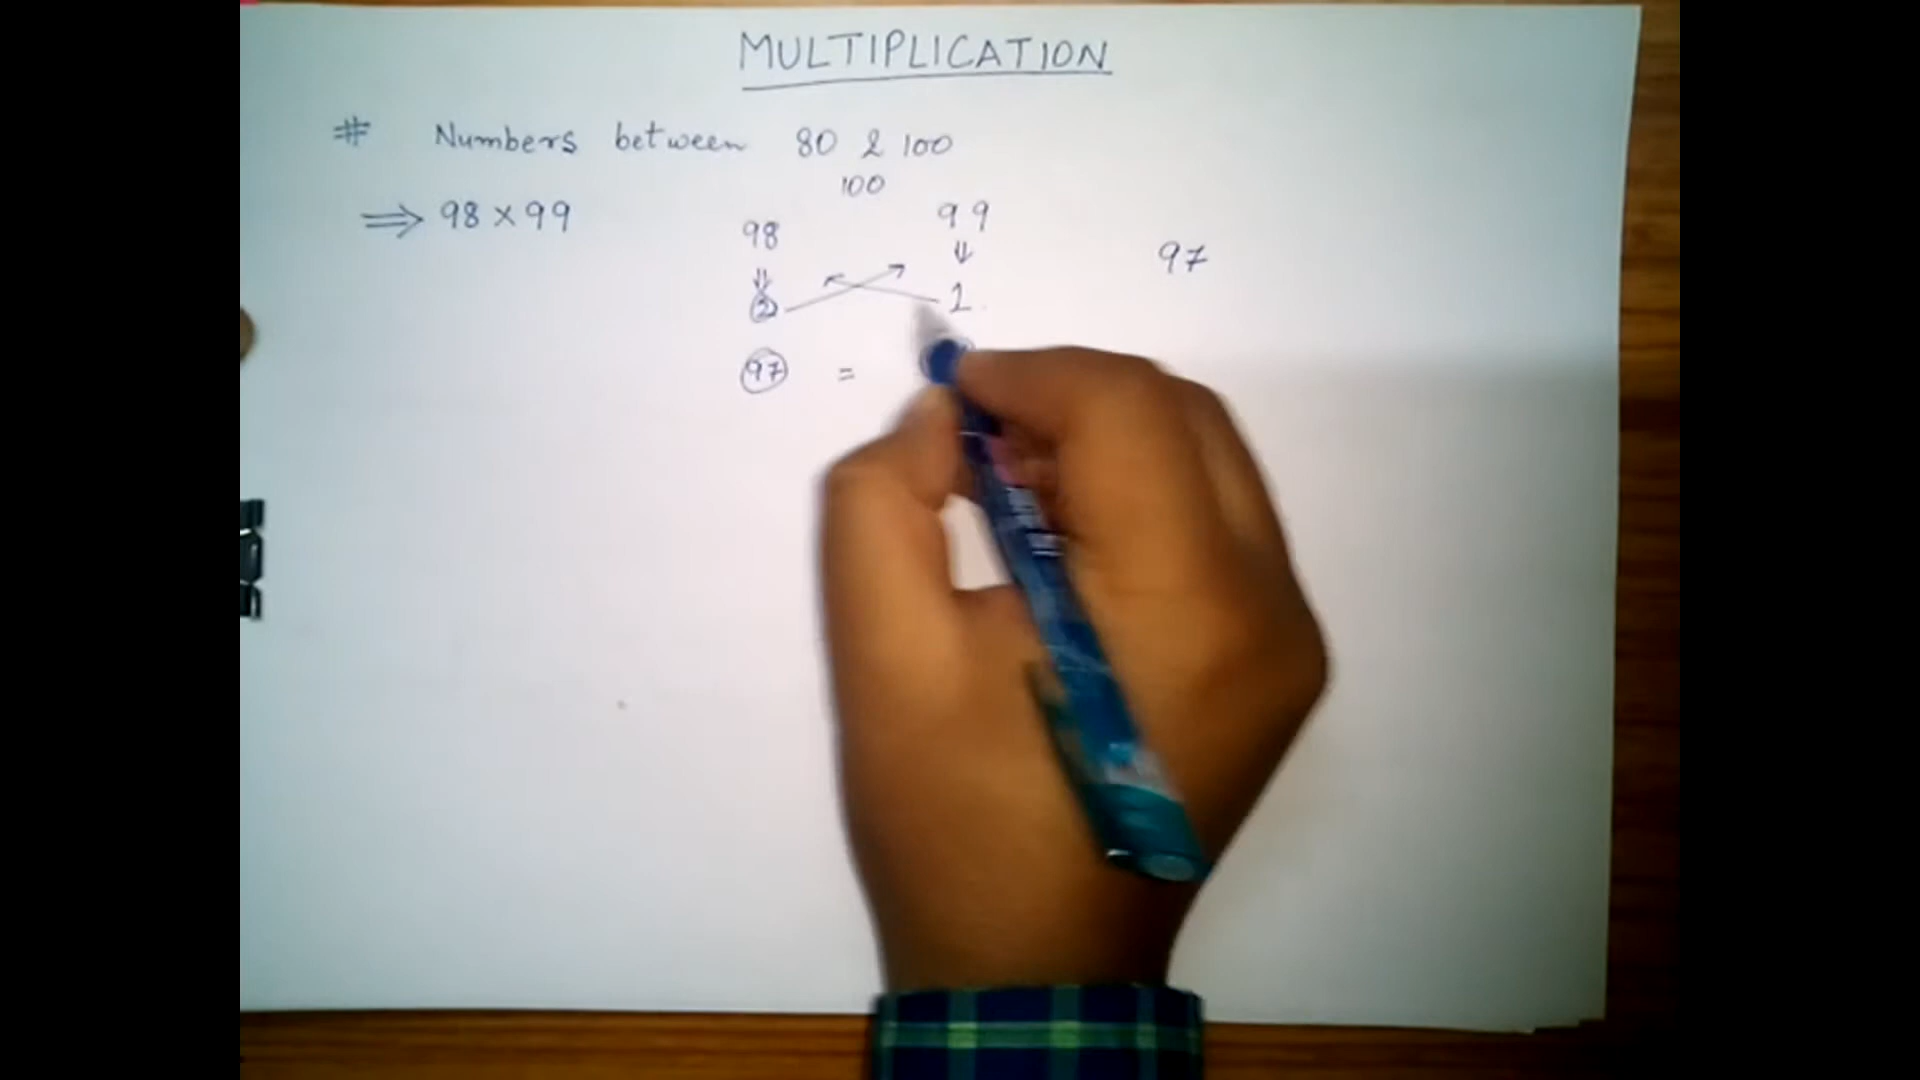 MULTIPLICATION
# Numbers between 80 & 100
100
⇒ 98 × 99
98 99
⇓ ⇓
2 1
97
97 =